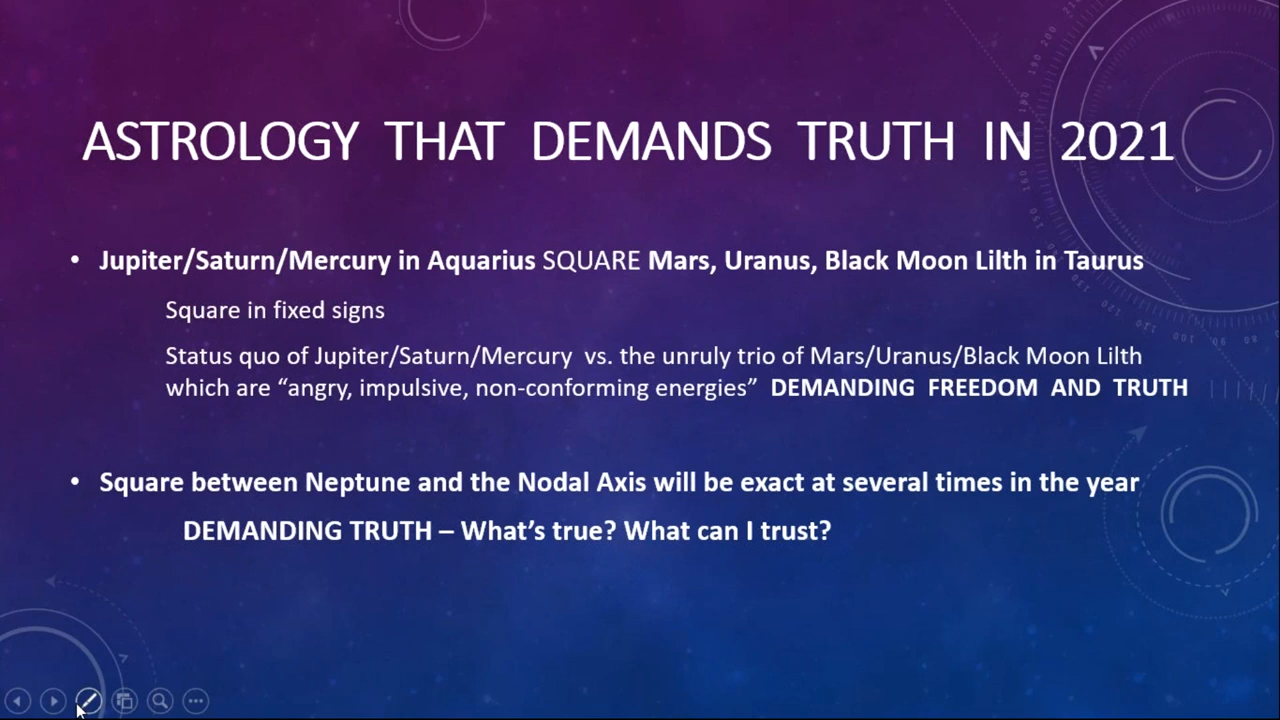 ASTROLOGY THAT DEMANDS TRUTH IN 2021
• Jupiter/Saturn/Mercury in Aquarius SQUARE Mars, Uranus, Black Moon Lilth in Taurus
Square in fixed signs
Status quo of Jupiter/Saturn/Mercury vs. the unruly trio of Mars/Uranus/Black Moon Lilth
which are “angry, impulsive, non-conforming energies” DEMANDING FREEDOM AND TRUTH
• Square between Neptune and the Nodal Axis will be exact at several times in the year
DEMANDING TRUTH – What’s true? What can I trust?